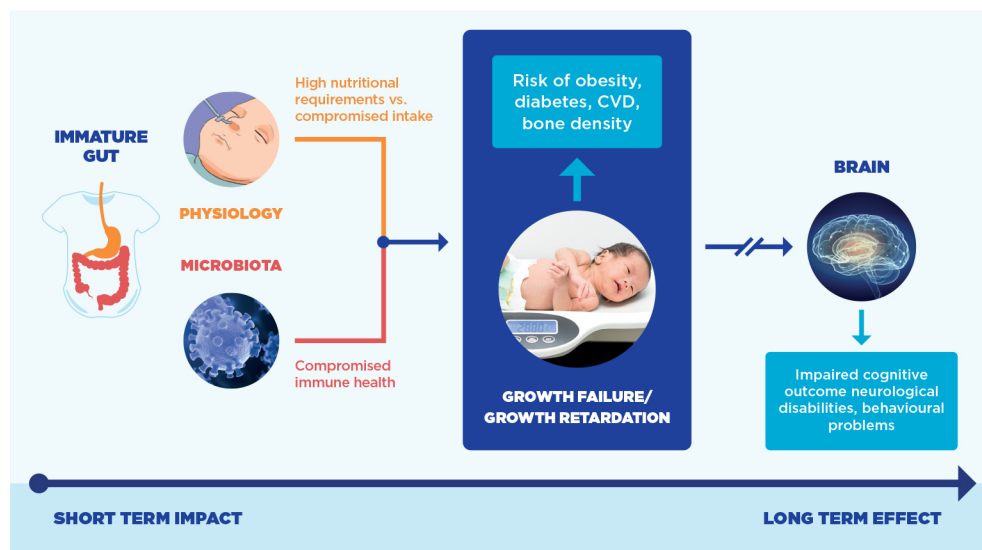 IMMATURE
GUT
High nutritional
requirements vs.
compromised intake
PHYSIOLOGY
MICROBIOTA
Compromised
immune health
Risk of obesity,
diabetes, CVD,
bone density
GROWTH FAILURE/
GROWTH RETARDATION
BRAIN
Impaired cognitive
outcome neurological
disabilities, behavioural
problems
SHORT TERM IMPACT
LONG TERM EFFECT